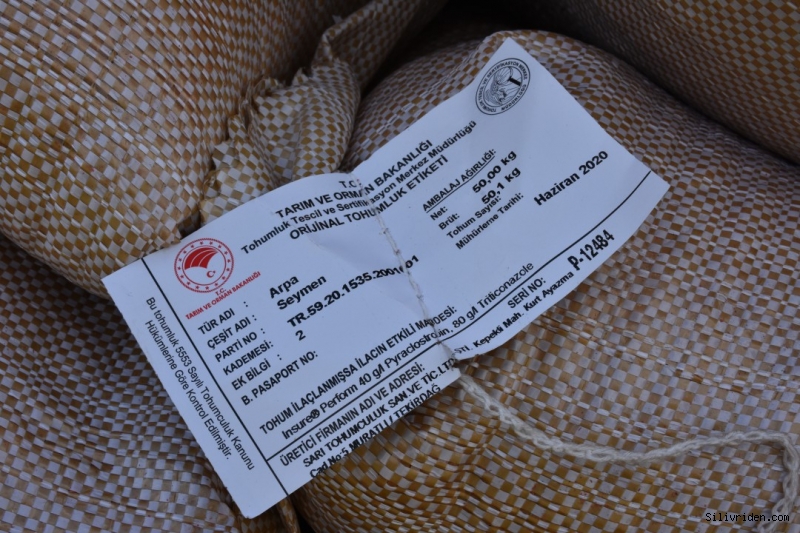 T.C.
TARIM VE ORMAN BAKANLIĞI
Tohumluk Tescil ve Sertifikasyon Merkez Müdürlüğü
ORİJİNAL TOHUMLUK ETİKETİ
T.C.
TARIM VE ORMAN BAKANLIĞI
TÜR ADI : Arpa
ÇEŞİT ADI : Seymen
PARTİ NO : TR.59.20.1535.2001601
KADEMESİ :
EK BİLGİ : 2
B. PASAPORT NO:
AMBALAJ AĞIRLIĞI:
Net: 50.00 kg
Brüt: 50,1 kg
Tohum Sayısı:
Mühürleme Tarihi: Haziran 2020
TOHUM İLAÇLANMIŞSA İLACIN ETKİLİ MADDESİ:
Insure® Perform 40 g/l Pyraclostrobin, 80 g/l Triticonazole
ÜRETİCİ FİRMANIN ADI VE ADRESİ:
SERİ NO: P-12484
SARI TOHUMCULUK SAN VE TİC LTD ŞTİ Kepekli Mah. Kurt Ayazma
Cad.No:5 MURATLI TEKİRDAĞ
Bu tohumluk 5553 Sayılı Tohumculuk Kanunu
Hükümlerine Göre Kontrol Edilmiştir.
Silivriden.com